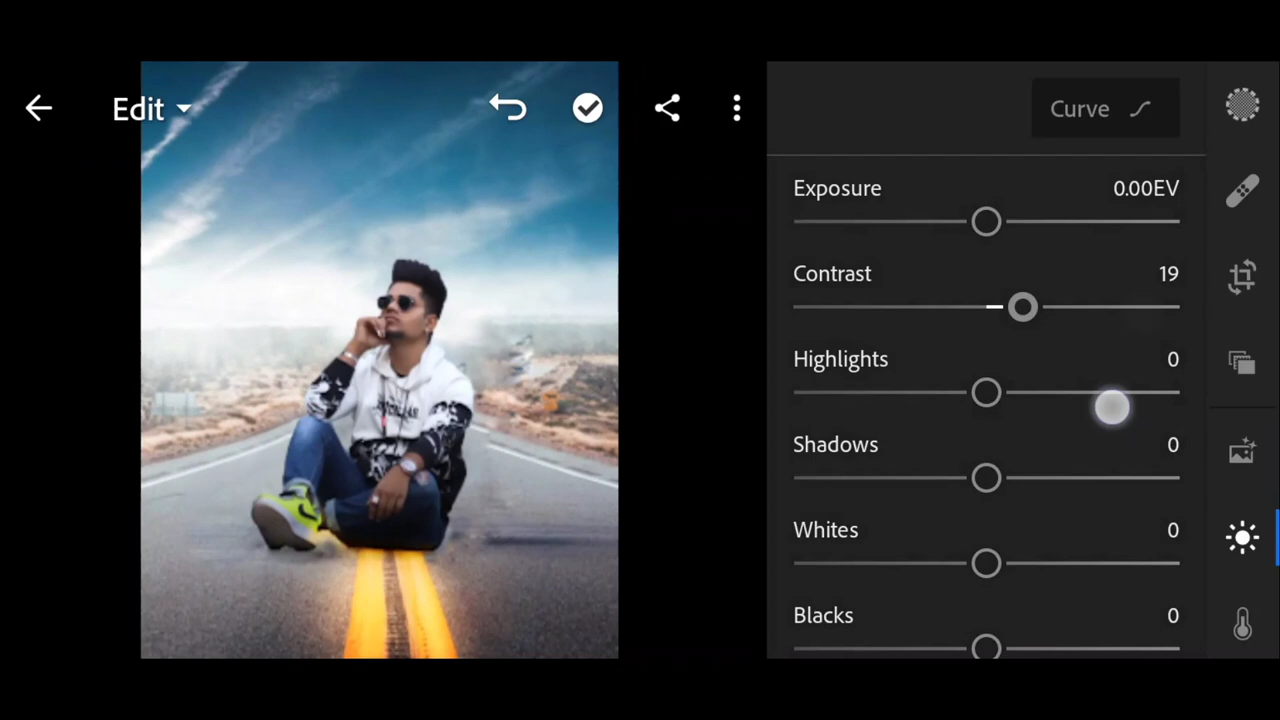 Edit
Curve
Exposure 0.00EV
Contrast 19
Highlights 0
Shadows 0
Whites 0
Blacks 0